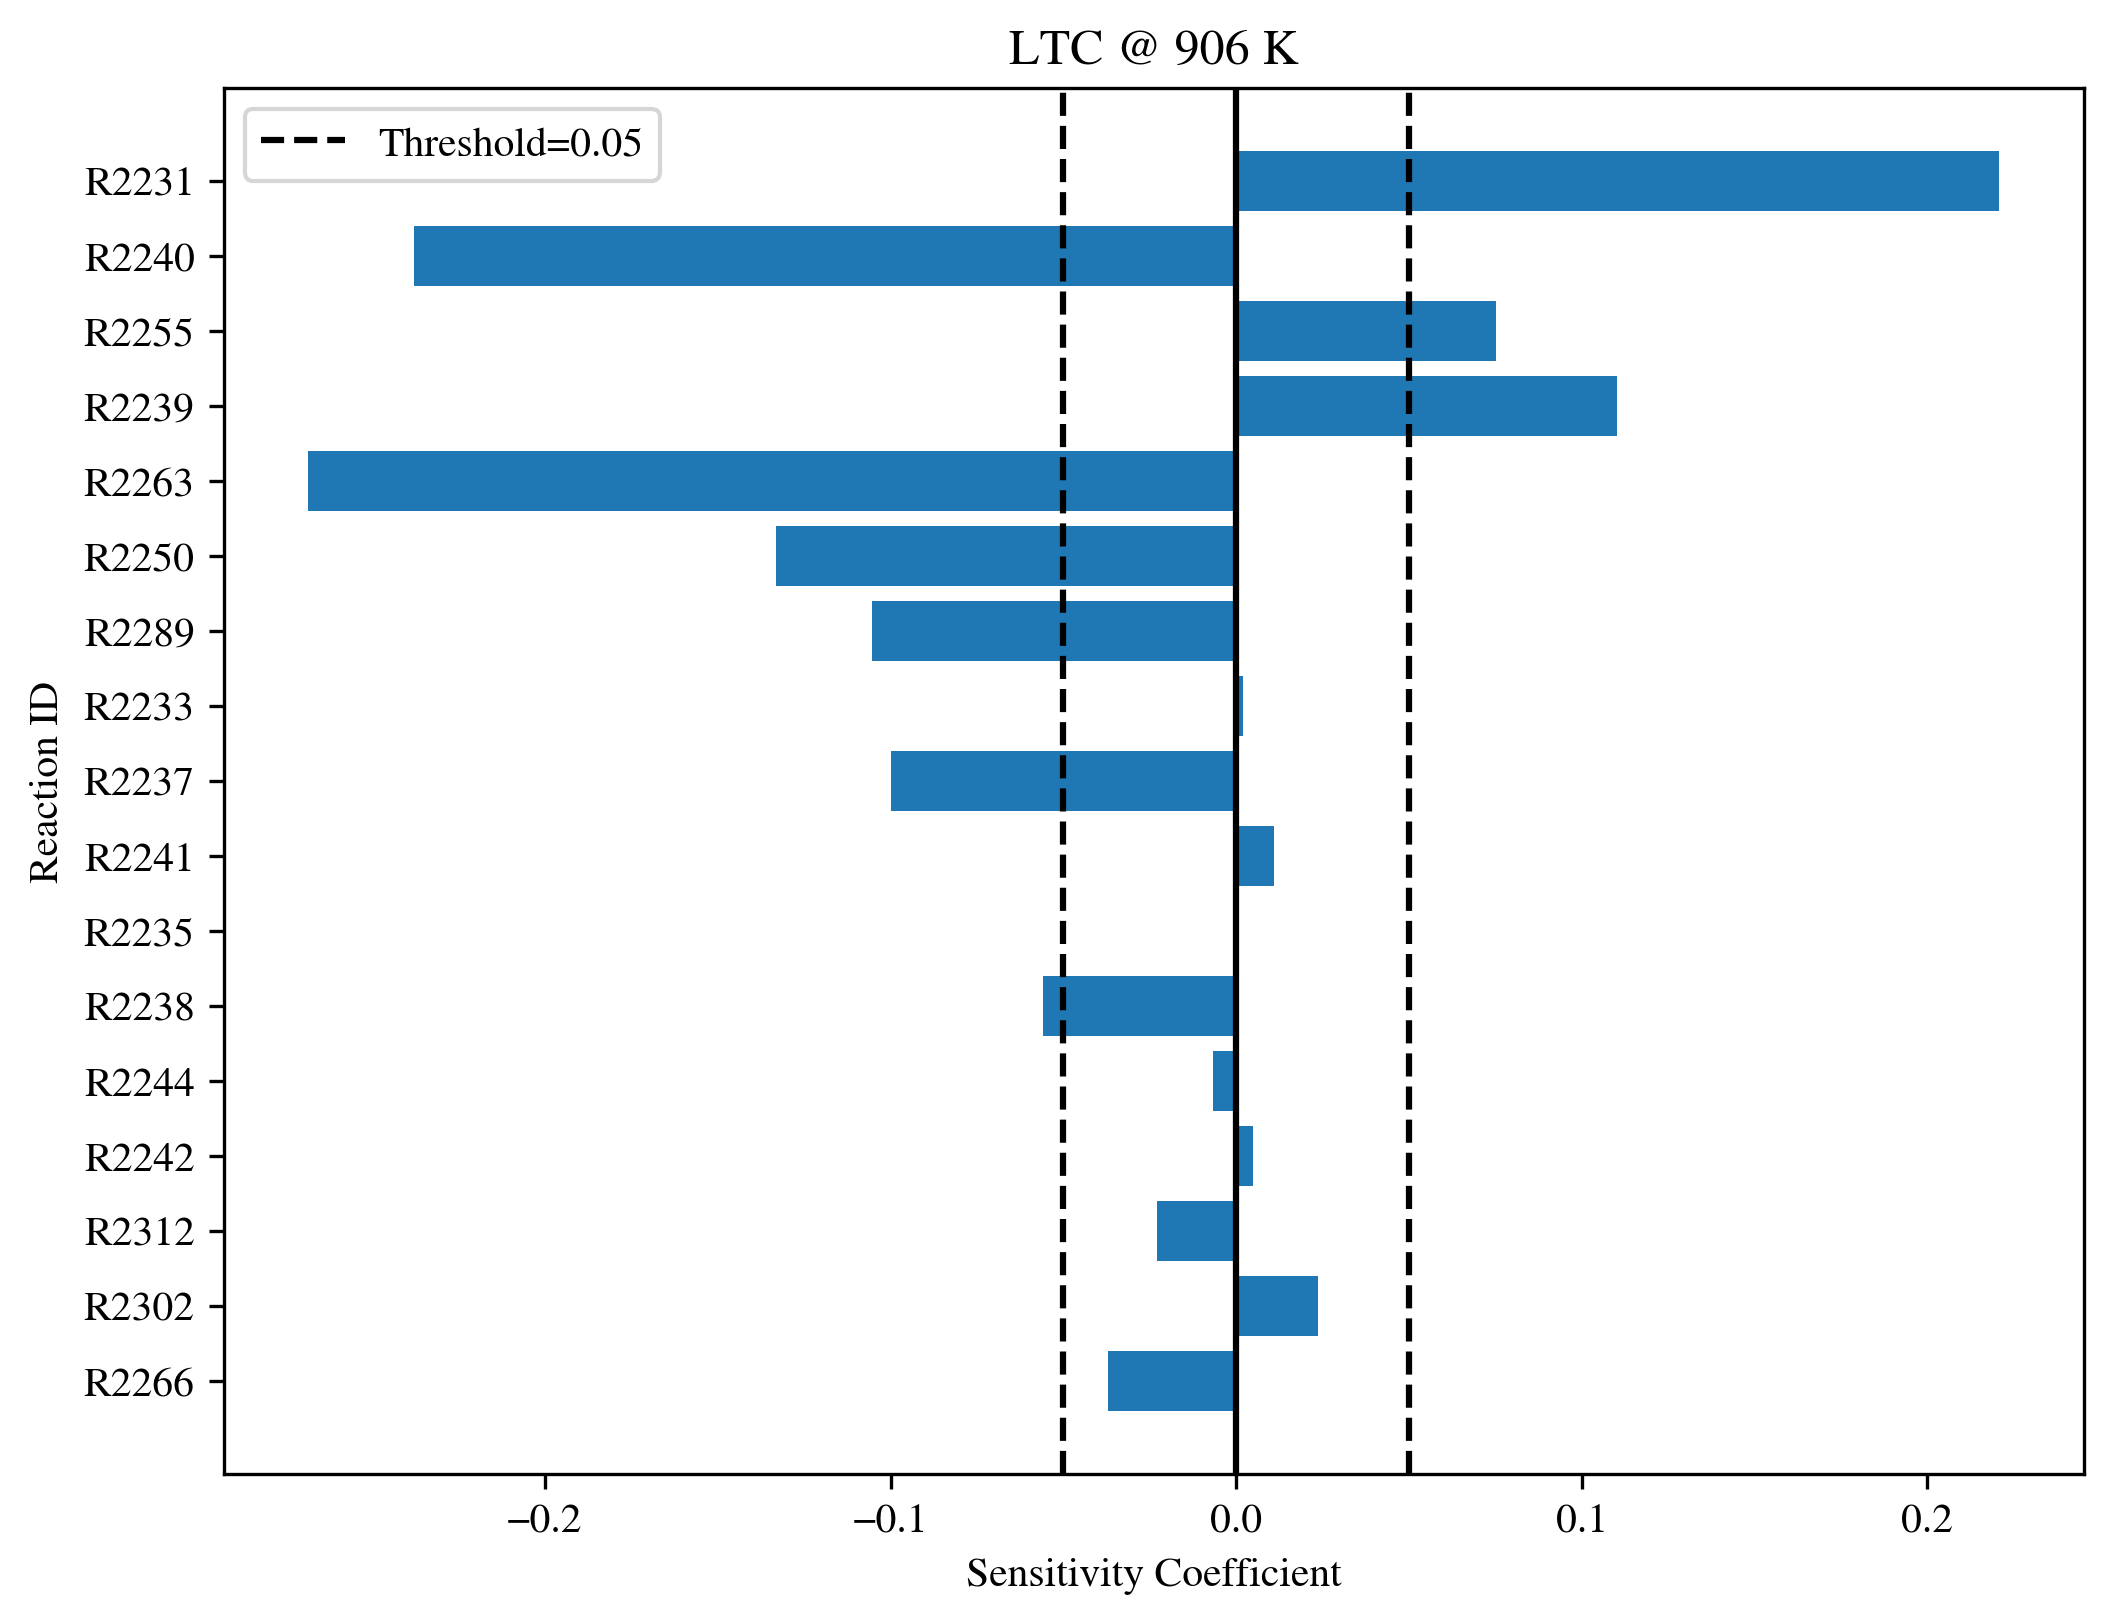 LTC @ 906 K
Threshold=0.05
R2231
R2240
R2255
R2239
R2263
R2250
R2289
R2233
R2237
R2241
R2235
R2238
R2244
R2242
R2312
R2302
R2266
Reaction ID
−0.2 −0.1 0.0 0.1 0.2
Sensitivity Coefficient